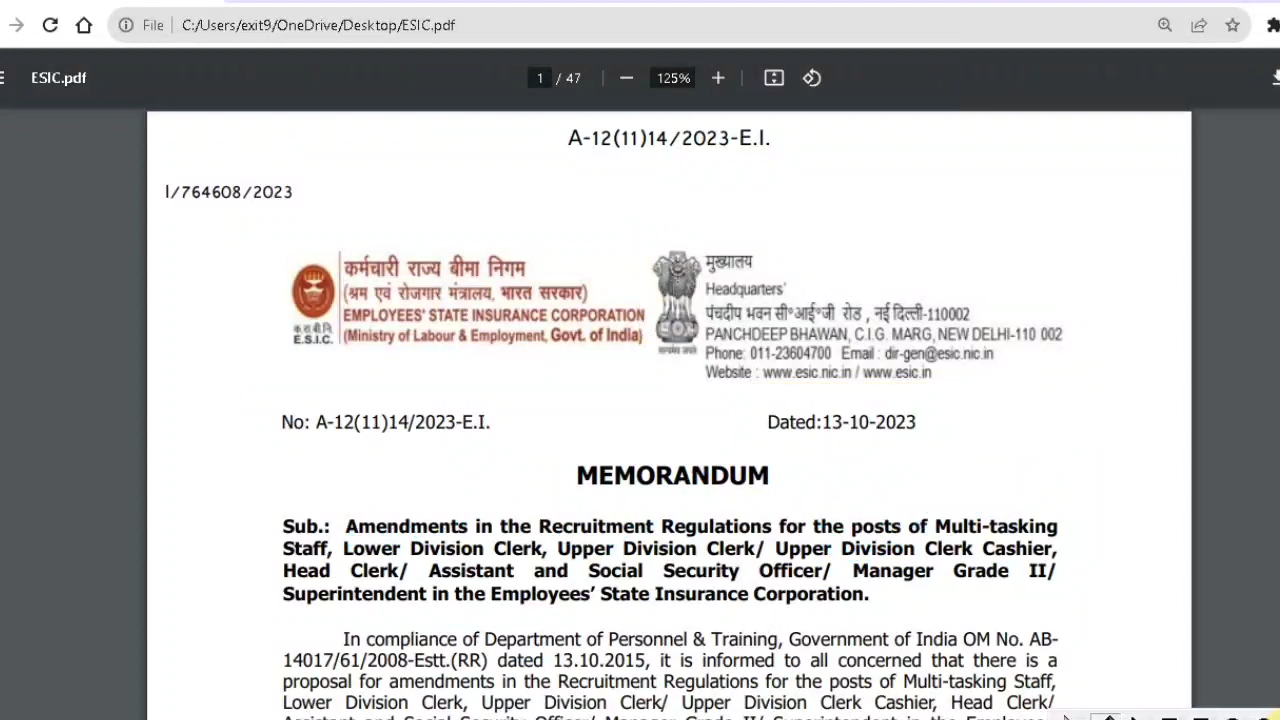 File C:/Users/exit9/OneDrive/Desktop/ESIC.pdf
ESIC.pdf
1 / 47
125%
A-12(11)14/2023-E.I.
I/764608/2023
कर्मचारी राज्य बीमा निगम
(श्रम एवं रोजगार मंत्रालय, भारत सरकार)
EMPLOYEES' STATE INSURANCE CORPORATION
(Ministry of Labour & Employment, Govt. of India)
क.रा.बी.नि.
E.S.I.C.
मुख्यालय
Headquarters'
पंचदीप भवन सी॰आई॰जी रोड , नई दिल्ली-110002
PANCHDEEP BHAWAN, C.I.G. MARG, NEW DELHI-110 002
Phone: 011-23604700 Email : dir-gen@esic.nic.in
Website : www.esic.nic.in / www.esic.in
No: A-12(11)14/2023-E.I. Dated:13-10-2023
MEMORANDUM
Sub.: Amendments in the Recruitment Regulations for the posts of Multi-tasking
Staff, Lower Division Clerk, Upper Division Clerk/ Upper Division Clerk Cashier,
Head Clerk/ Assistant and Social Security Officer/ Manager Grade II/
Superintendent in the Employees’ State Insurance Corporation.
In compliance of Department of Personnel & Training, Government of India OM No. AB-
14017/61/2008-Estt.(RR) dated 13.10.2015, it is informed to all concerned that there is a
proposal for amendments in the Recruitment Regulations for the posts of Multi-tasking Staff,
Lower Division Clerk, Upper Division Clerk/ Upper Division Clerk Cashier, Head Clerk/